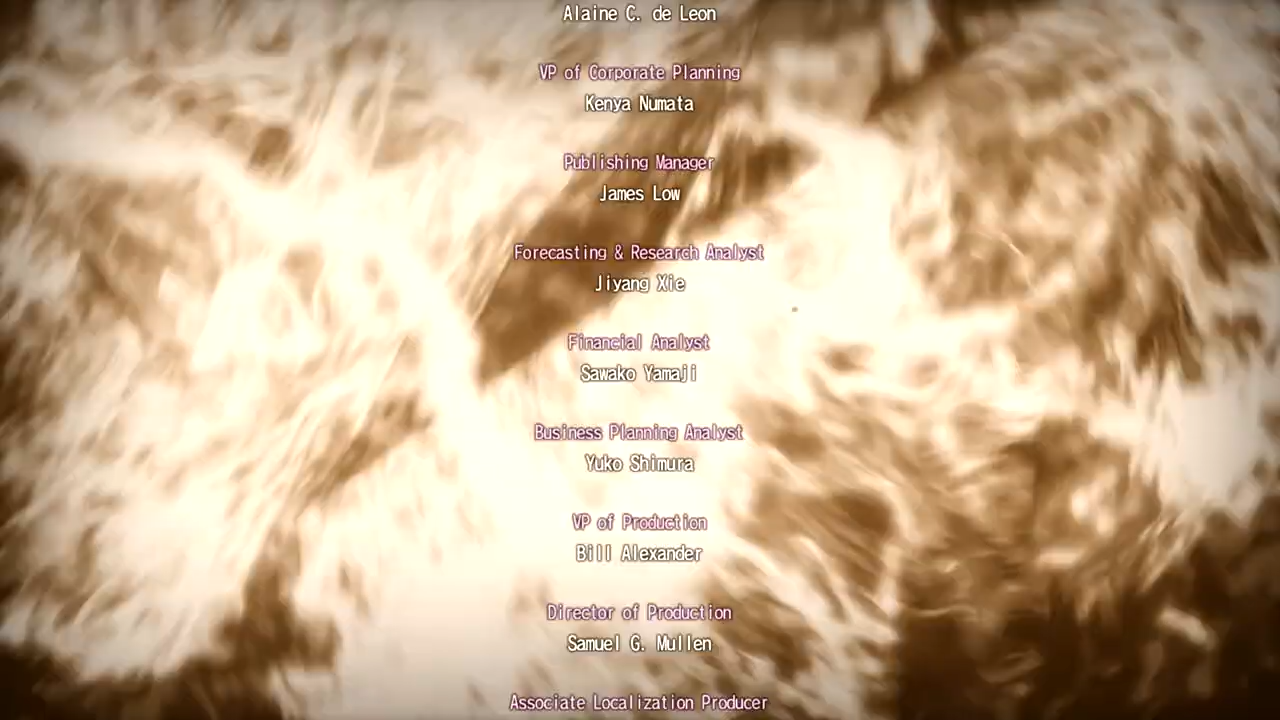 Alaine C. de Leon
VP of Corporate Planning
Kenya Numata
Publishing Manager
James Low
Forecasting & Research Analyst
Jiyang Xie
Financial Analyst
Sawako Yamaji
Business Planning Analyst
Yuko Shimura
VP of Production
Bill Alexander
Director of Production
Samuel G. Mullen
Associate Localization Producer